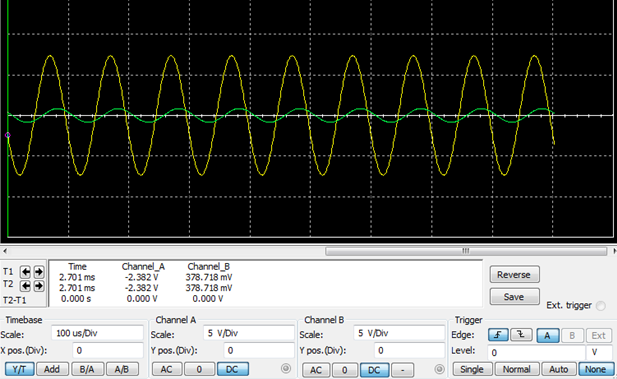 Time Channel_A Channel_B
T1 2.701 ms -2.382 V 378.718 mV
T2 2.701 ms -2.382 V 378.718 mV
T2-T1 0.000 s 0.000 V 0.000 V
Reverse
Save
Ext. trigger
Timebase
Scale: 100 us/Div
X pos.(Div): 0
Y/T Add B/A A/B
Channel A
Scale: 5 V/Div
Y pos.(Div): 0
AC 0 DC
Channel B
Scale: 5 V/Div
Y pos.(Div): 0
AC 0 DC -
Trigger
Edge: A B Ext
Level: 0 V
Single Normal Auto None